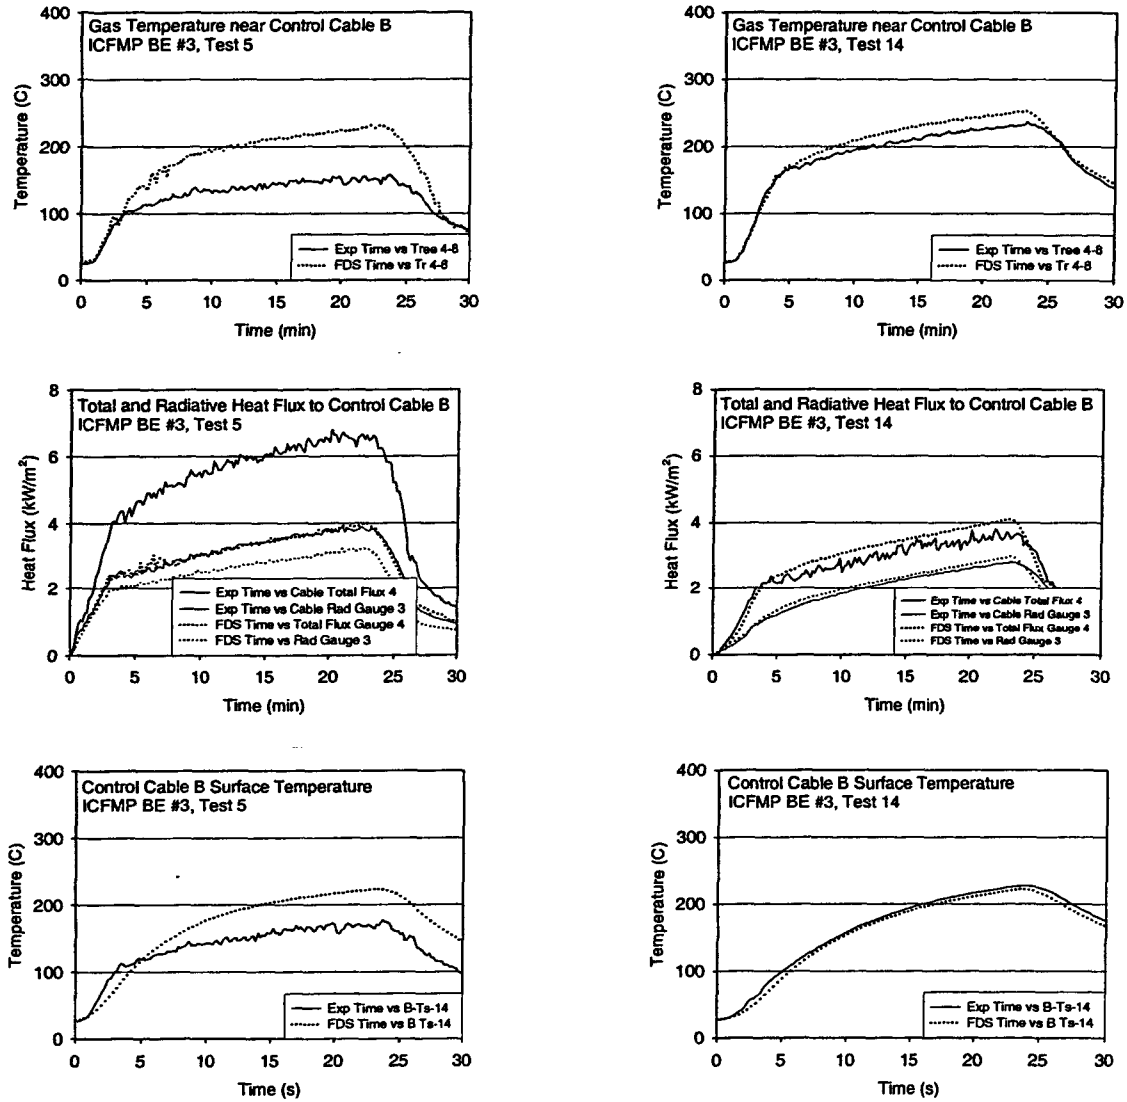 Gas Temperature near Control Cable B
ICFMP BE #3, Test 5
Temperature (C)
400
300
200
100
0
Exp Time vs Tree 4-8
FDS Time vs Tr 4-8
0 5 10 15 20 25 30
Time (min)
Gas Temperature near Control Cable B
ICFMP BE #3, Test 14
Temperature (C)
400
300
200
100
0
Exp Time vs Tree 4-8
FDS Time vs Tr 4-8
0 5 10 15 20 25 30
Time (min)
Total and Radiative Heat Flux to Control Cable B
ICFMP BE #3, Test 5
Heat Flux (kW/m²)
8
6
4
2
0
Exp Time vs Cable Total Flux 4
Exp Time vs Cable Rad Gauge 3
FDS Time vs Total Flux Gauge 4
FDS Time vs Rad Gauge 3
0 5 10 15 20 25 30
Time (min)
Total and Radiative Heat Flux to Control Cable B
ICFMP BE #3, Test 14
Heat Flux (kW/m²)
8
6
4
2
0
Exp Time vs Cable Total Flux 4
Exp Time vs Cable Rad Gauge 3
FDS Time vs Total Flux Gauge 4
FDS Time vs Rad Gauge 3
0 5 10 15 20 25 30
Time (min)
Control Cable B Surface Temperature
ICFMP BE #3, Test 5
Temperature (C)
400
300
200
100
0
Exp Time vs B-Ts-14
FDS Time vs B Ts-14
0 5 10 15 20 25 30
Time (s)
Control Cable B Surface Temperature
ICFMP BE #3, Test 14
Temperature (C)
400
300
200
100
0
Exp Time vs B-Ts-14
FDS Time vs B Ts-14
0 5 10 15 20 25 30
Time (s)